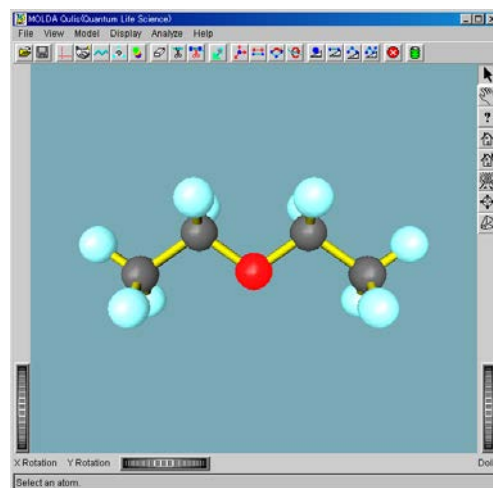 MOLDA Qulis(Quantum Life Science)
File View Model Display Analyze Help
?
X Rotation Y Rotation
Select an atom.